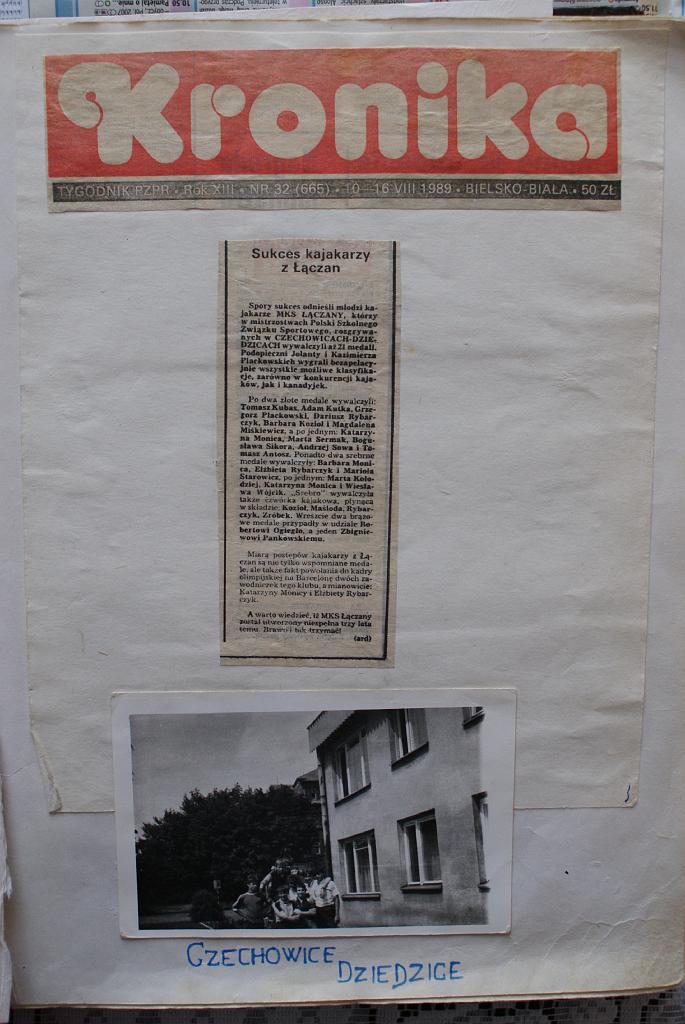 Kronika
TYGODNIK PZPR • Rok XIII • NR 32 (665) • 10—16 VIII 1989 • BIELSKO-BIAŁA • 50 ZŁ
Sukces kajakarzy
z Łączan
Spory sukces odnieśli młodzi ka-
jakarze MKS ŁĄCZANY, którzy
w mistrzostwach Polski Szkolnego
Związku Sportowego, rozgrywa-
nych w CZECHOWICACH-DZIE-
DZICACH wywalczyli aż 21 medali.
Podopieczni Jolanty i Kazimierza
Płackowskich wygrali bezapelacy-
jnie wszystkie możliwe klasyfika-
cje, zarówno w konkurencji kaja-
ków, jak i kanadyjek.
Po dwa złote medale wywalczyli:
Tomasz Kubas, Adam Kutka, Grze-
gorz Płackowski, Dariusz Rybar-
czyk, Barbara Kozioł i Magdalena
Miśkiewicz, a po jednym: Katarzy-
na Monica, Marta Sermak, Bogu-
sława Sikora, Andrzej Sowa i To-
masz Antosz. Ponadto dwa srebrne
medale wywalczyły: Barbara Moni-
ca, Elżbieta Rybarczyk i Mariola
Starowicz, po jednym: Marta Koło-
dziej, Katarzyna Monica i Wiesła-
wa Wójcik. „Srebro” wywalczyła
także czwórka kajakowa, płynąca
w składzie: Kozioł, Maśloda, Rybar-
czyk, Zróbek. Wreszcie dwa brązo-
we medale przypadły w udziale Ro-
bertowi Ogiegło, a jeden Zbignie-
wowi Pankowskiemu.
Miarą postępów kajakarzy z Łą-
czan są nie tylko wspomniane meda-
le, ale także fakt powołania do kadry
olimpijskiej na Barcelonę dwóch za-
wodniczek tego klubu, a mianowicie:
Katarzyny Monicy i Elżbiety Rybar-
czyk.
A warto wiedzieć, iż MKS Łączany
został utworzony niespełna trzy lata
temu. Brawo i tak trzymać!
(ard)
CZECHOWICE
DZIEDZICE